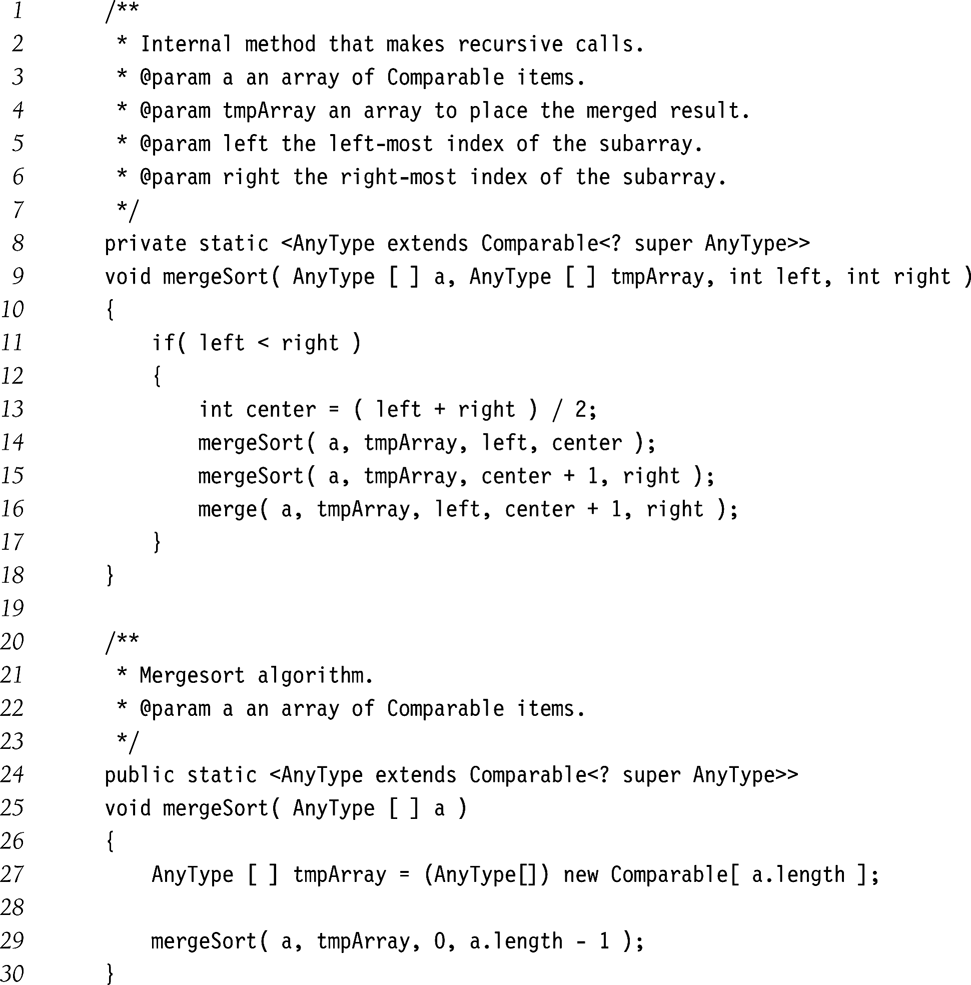 1 /**
2 * Internal method that makes recursive calls.
3 * @param a an array of Comparable items.
4 * @param tmpArray an array to place the merged result.
5 * @param left the left-most index of the subarray.
6 * @param right the right-most index of the subarray.
7 */
8 private static <AnyType extends Comparable<? super AnyType>>
9 void mergeSort( AnyType [ ] a, AnyType [ ] tmpArray, int left, int right )
10 {
11 if( left < right )
12 {
13 int center = ( left + right ) / 2;
14 mergeSort( a, tmpArray, left, center );
15 mergeSort( a, tmpArray, center + 1, right );
16 merge( a, tmpArray, left, center + 1, right );
17 }
18 }
19
20 /**
21 * Mergesort algorithm.
22 * @param a an array of Comparable items.
23 */
24 public static <AnyType extends Comparable<? super AnyType>>
25 void mergeSort( AnyType [ ] a )
26 {
27 AnyType [ ] tmpArray = (AnyType[]) new Comparable[ a.length ];
28
29 mergeSort( a, tmpArray, 0, a.length - 1 );
30 }